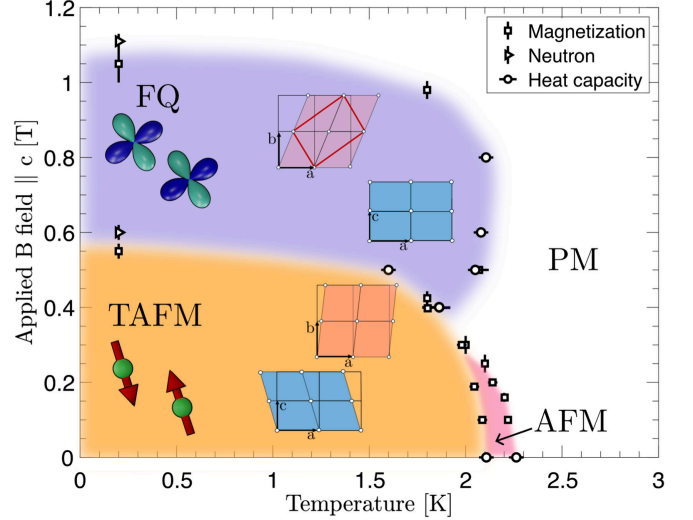 1.2
1
0.8
0.6
0.4
0.2
0
Applied B field || c [T]
Magnetization
Neutron
Heat capacity
FQ
b
a
c
a
PM
TAFM
b
a
c
a
AFM
0
0.5
1
1.5
2
2.5
3
Temperature [K]